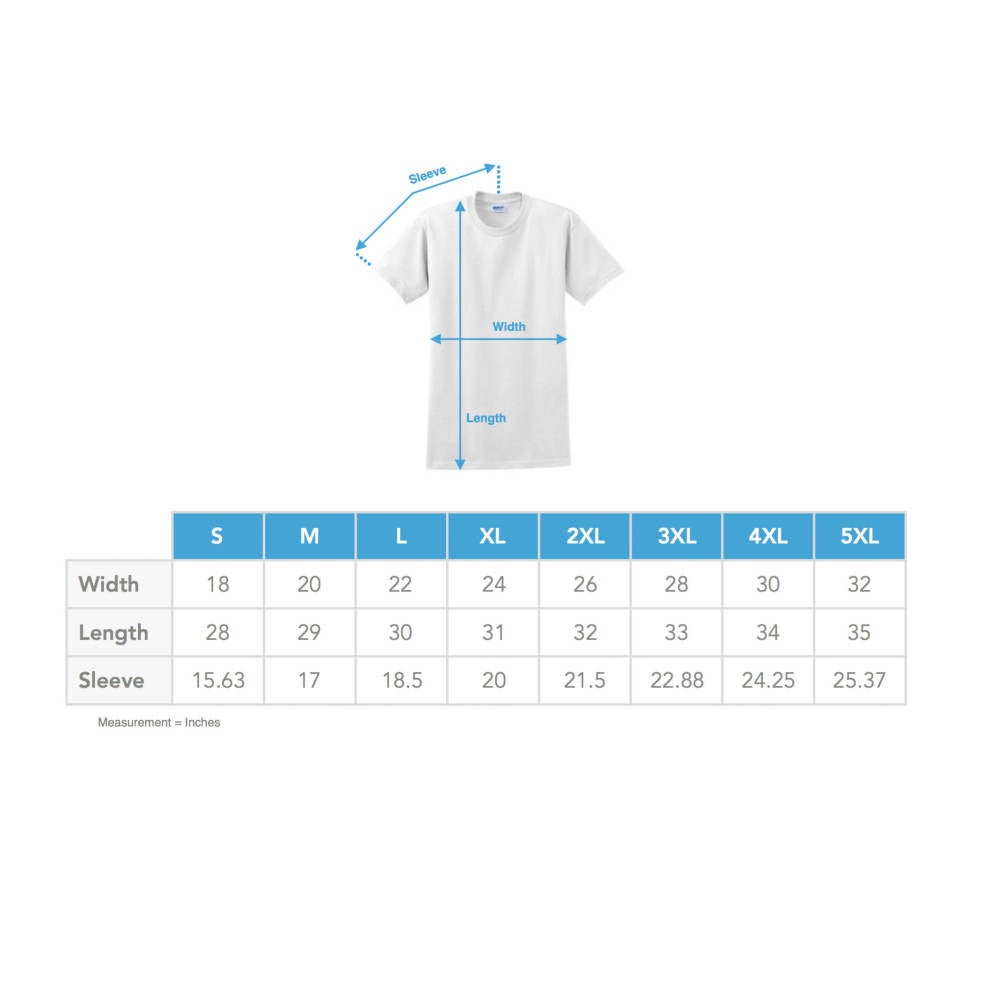 Sleeve
Width
Length
S M L XL 2XL 3XL 4XL 5XL
Width 18 20 22 24 26 28 30 32
Length 28 29 30 31 32 33 34 35
Sleeve 15.63 17 18.5 20 21.5 22.88 24.25 25.37
Measurement = Inches